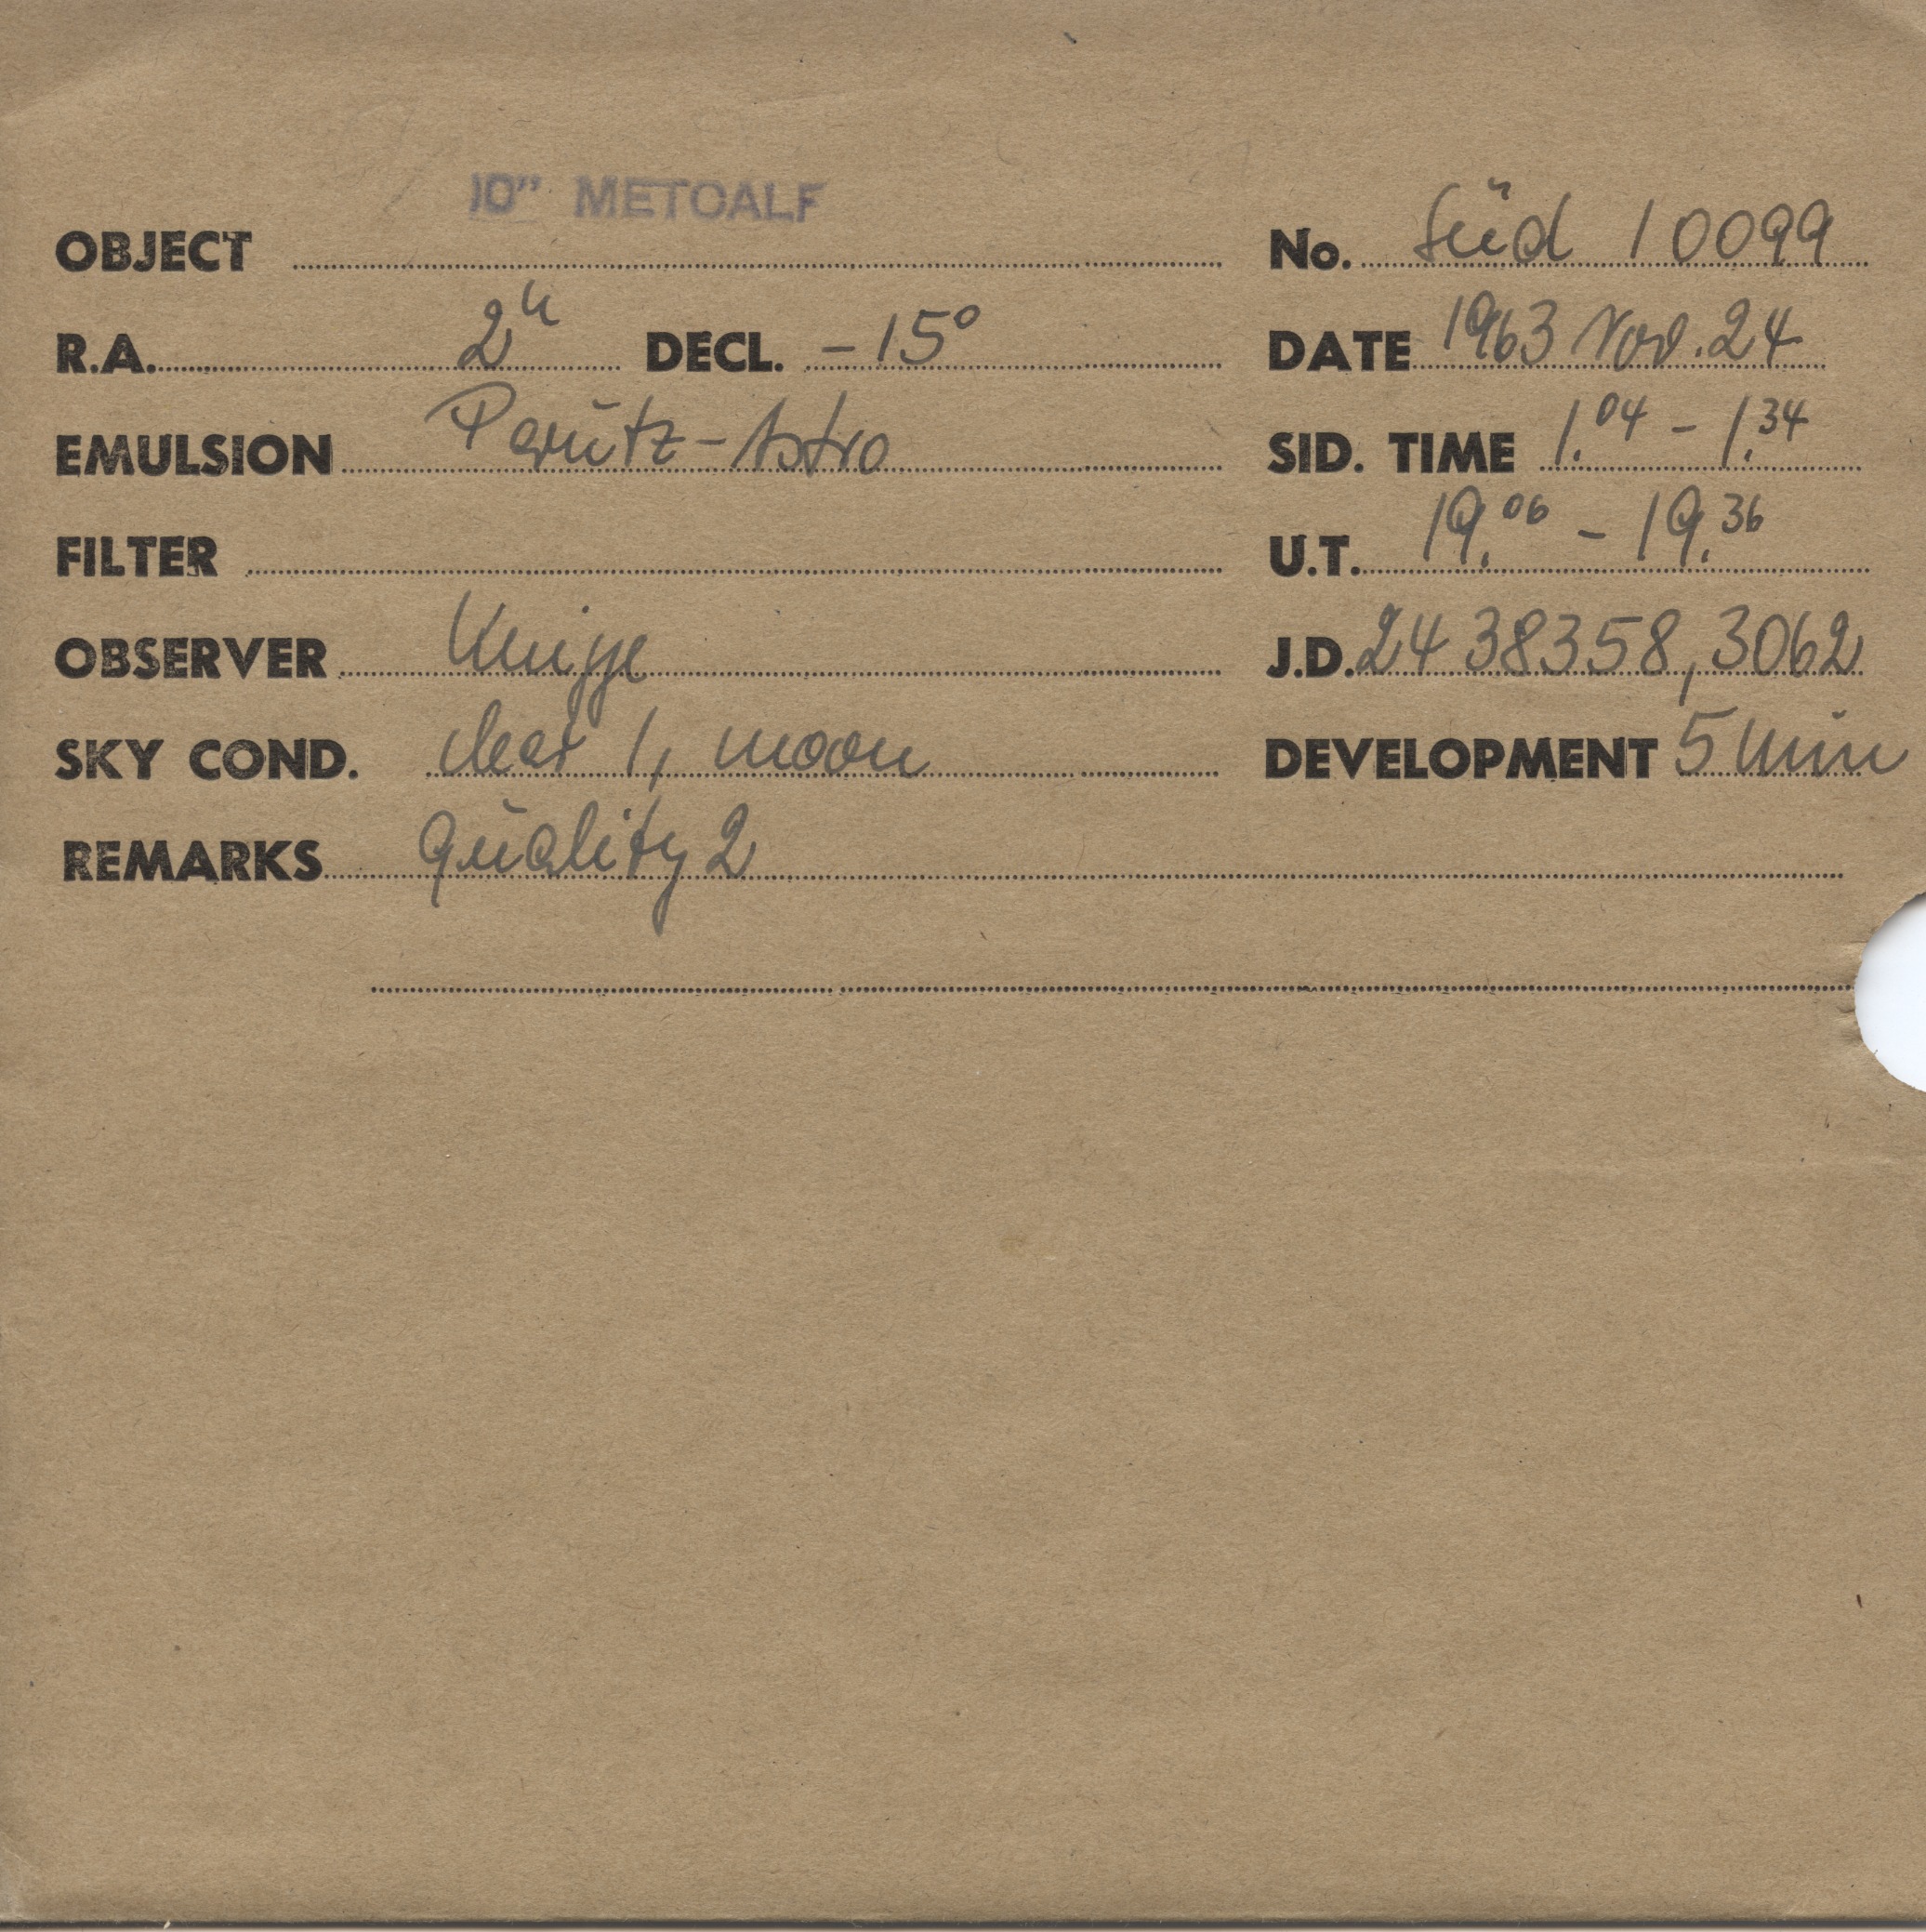 10" METCALF
OBJECT No. Süd 10099
R.A. 2h DECL. -15° DATE 1963 Nov. 24
EMULSION Perutz-Astro SID. TIME 1.04 - 1.34
FILTER U.T. 19.06 - 19.36
OBSERVER Knigge J.D. 2438358,3062
SKY COND. clear 1, moon DEVELOPMENT 5 min
REMARKS quality 2